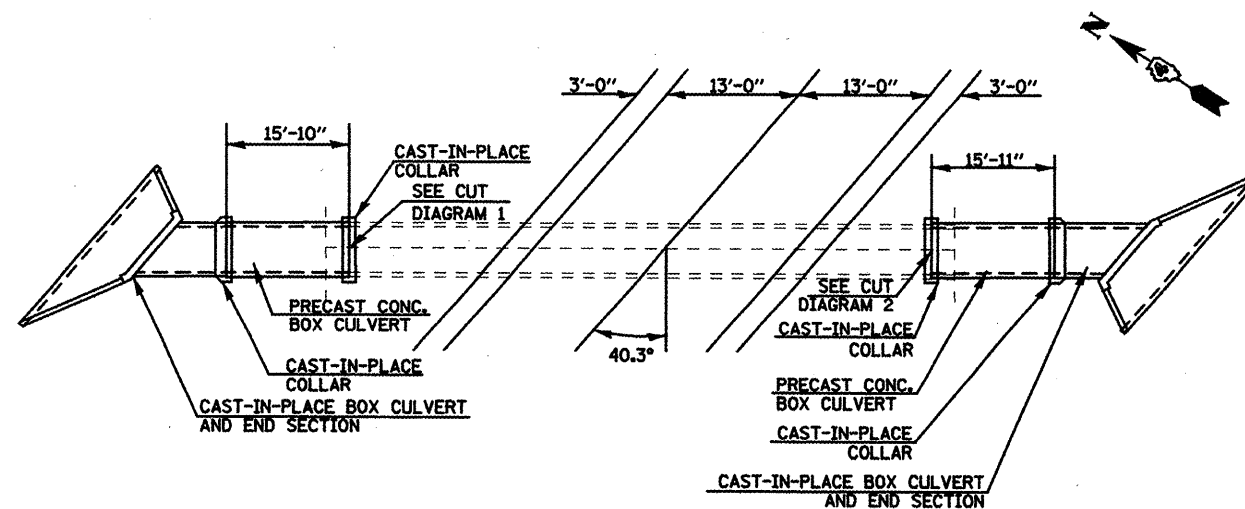 N
3'-0" 13'-0" 13'-0" 3'-0"
15'-10"
CAST-IN-PLACE
COLLAR
SEE CUT
DIAGRAM 1
15'-11"
PRECAST CONC.
BOX CULVERT
CAST-IN-PLACE
COLLAR
CAST-IN-PLACE BOX CULVERT
AND END SECTION
40.3°
SEE CUT
DIAGRAM 2
CAST-IN-PLACE
COLLAR
PRECAST CONC.
BOX CULVERT
CAST-IN-PLACE
COLLAR
CAST-IN-PLACE BOX CULVERT
AND END SECTION